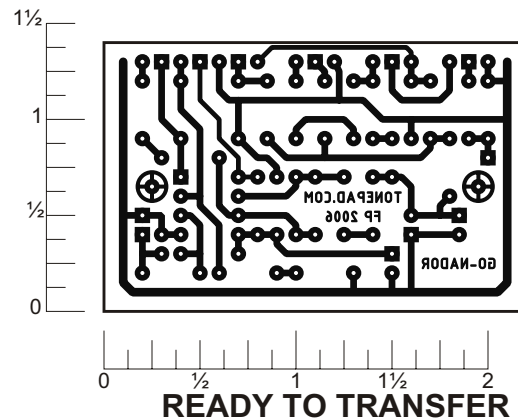 1½
1
½
0
TONEPAD.COM
FP 2006
GO-NADOR
0 ½ 1 1½ 2
READY TO TRANSFER